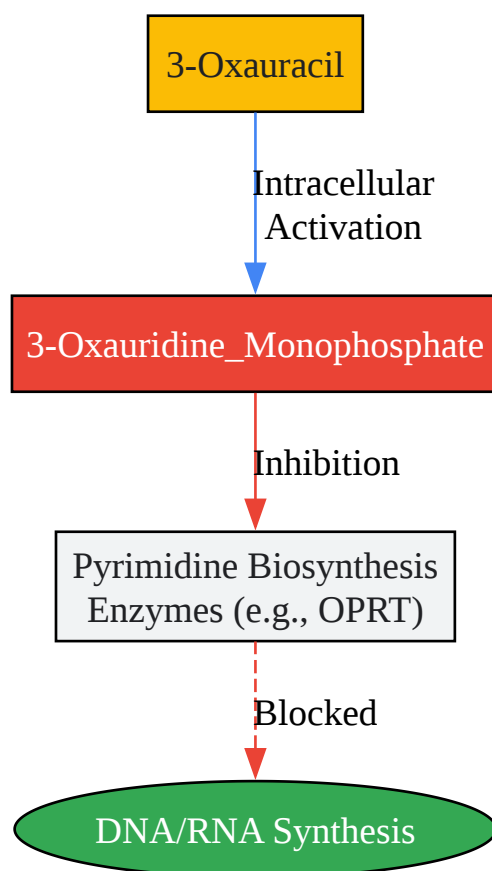 3-Oxauracil
Intracellular
Activation
3-Oxauridine_Monophosphate
Inhibition
Pyrimidine Biosynthesis
Enzymes (e.g., OPRT)
Blocked
DNA/RNA Synthesis